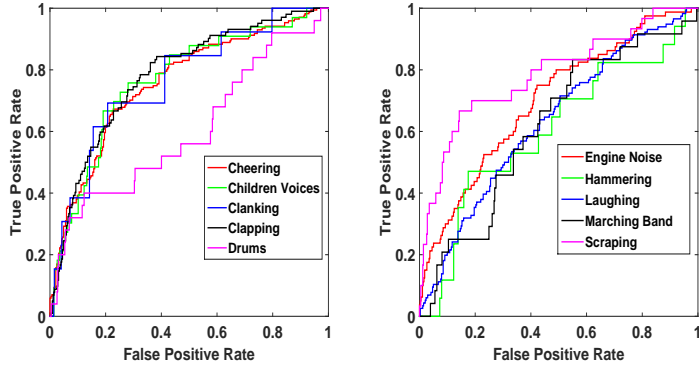 True Positive Rate
1
0.8
0.6
0.4
0.2
0
0 0.2 0.4 0.6 0.8 1
False Positive Rate
Cheering
Children Voices
Clanking
Clapping
Drums
True Positive Rate
1
0.8
0.6
0.4
0.2
0
0 0.2 0.4 0.6 0.8 1
False Positive Rate
Engine Noise
Hammering
Laughing
Marching Band
Scraping